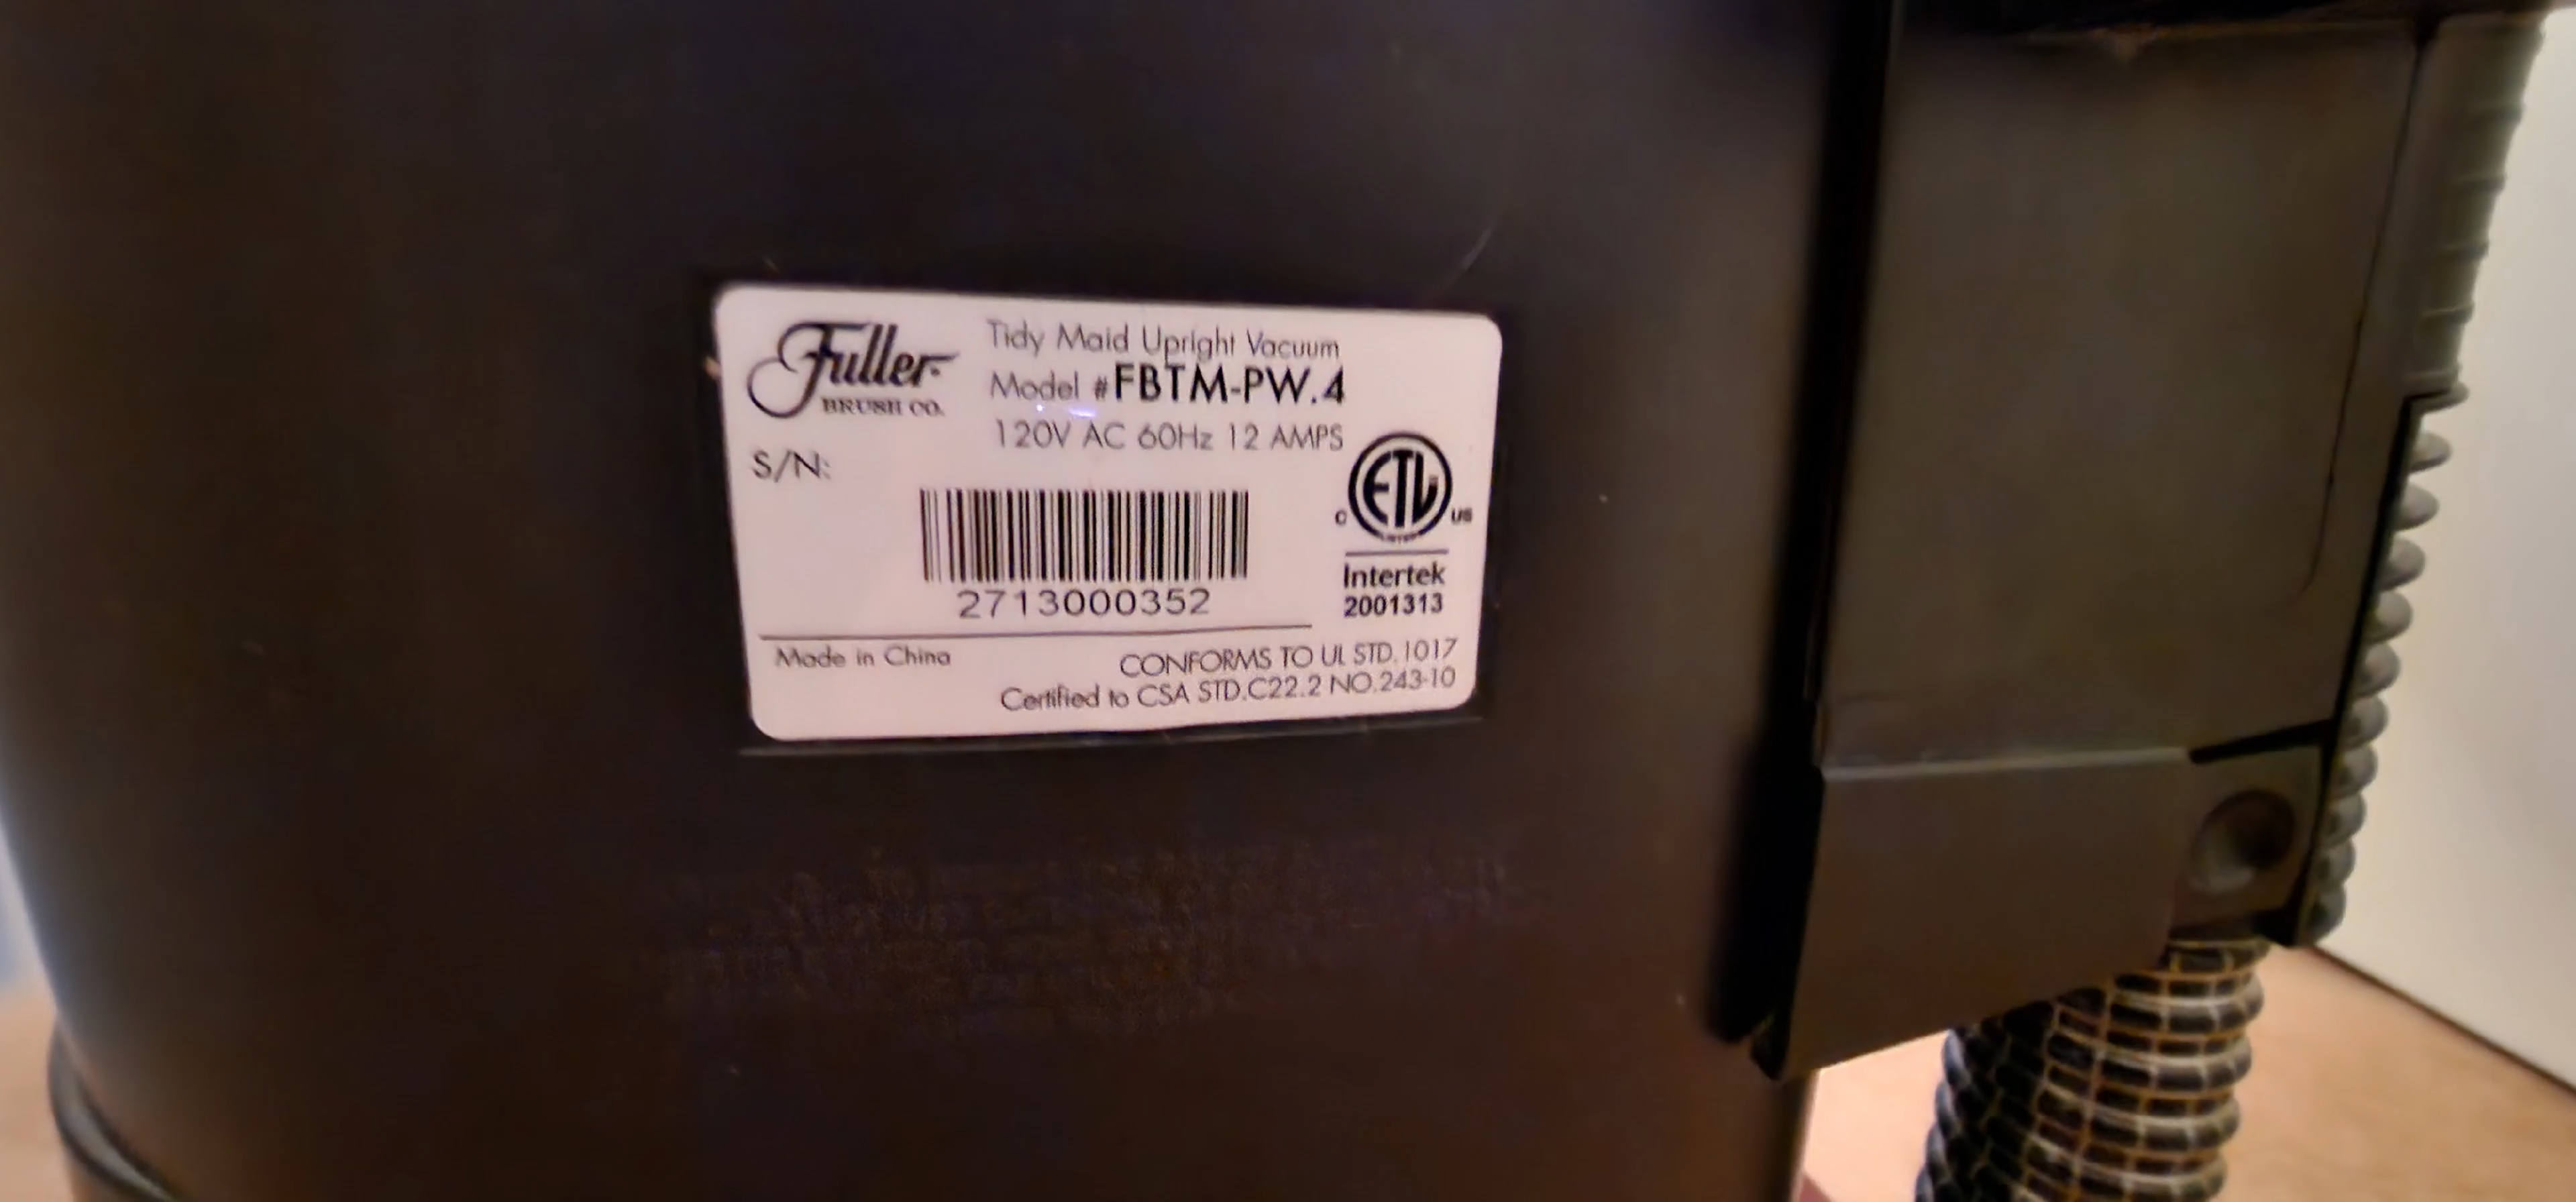 Fuller
BRUSH CO.
Tidy Maid Upright Vacuum
Model #FBTM-PW.4
120V AC 60Hz 12 AMPS
S/N:
2713000352
C ETL US
Intertek
2001313
Made in China
CONFORMS TO UL STD.1017
Certified to CSA STD.C22.2 NO.243-10